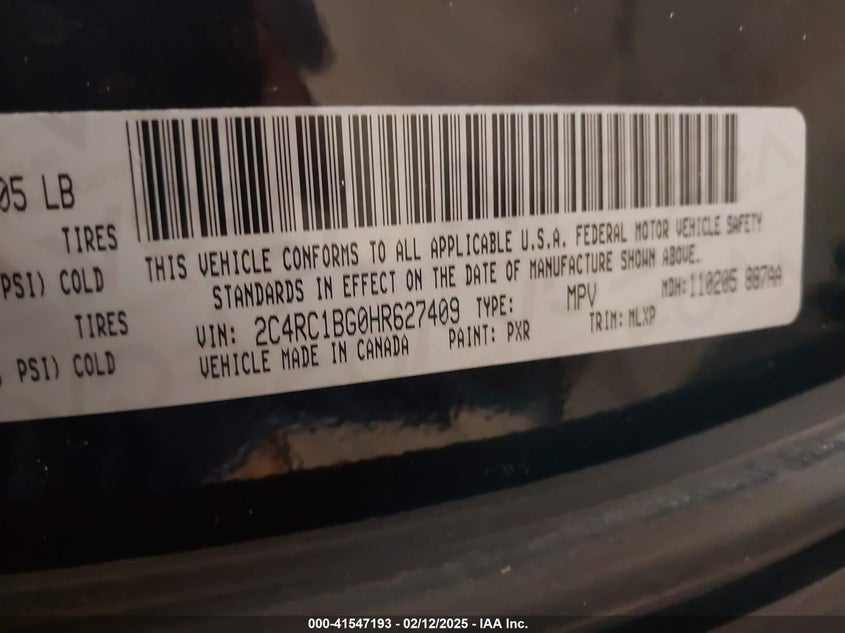 05 LB
TIRES
PSI) COLD
TIRES
PSI) COLD
THIS VEHICLE CONFORMS TO ALL APPLICABLE U.S.A. FEDERAL MOTOR VEHICLE SAFETY
STANDARDS IN EFFECT ON THE DATE OF MANUFACTURE SHOWN ABOVE.
VIN: 2C4RC1BG0HR627409 TYPE: MPV MDH:110205 887AA
VEHICLE MADE IN CANADA PAINT: PXR TRIM: MLXP
000-41547193 - 02/12/2025 - IAA Inc.